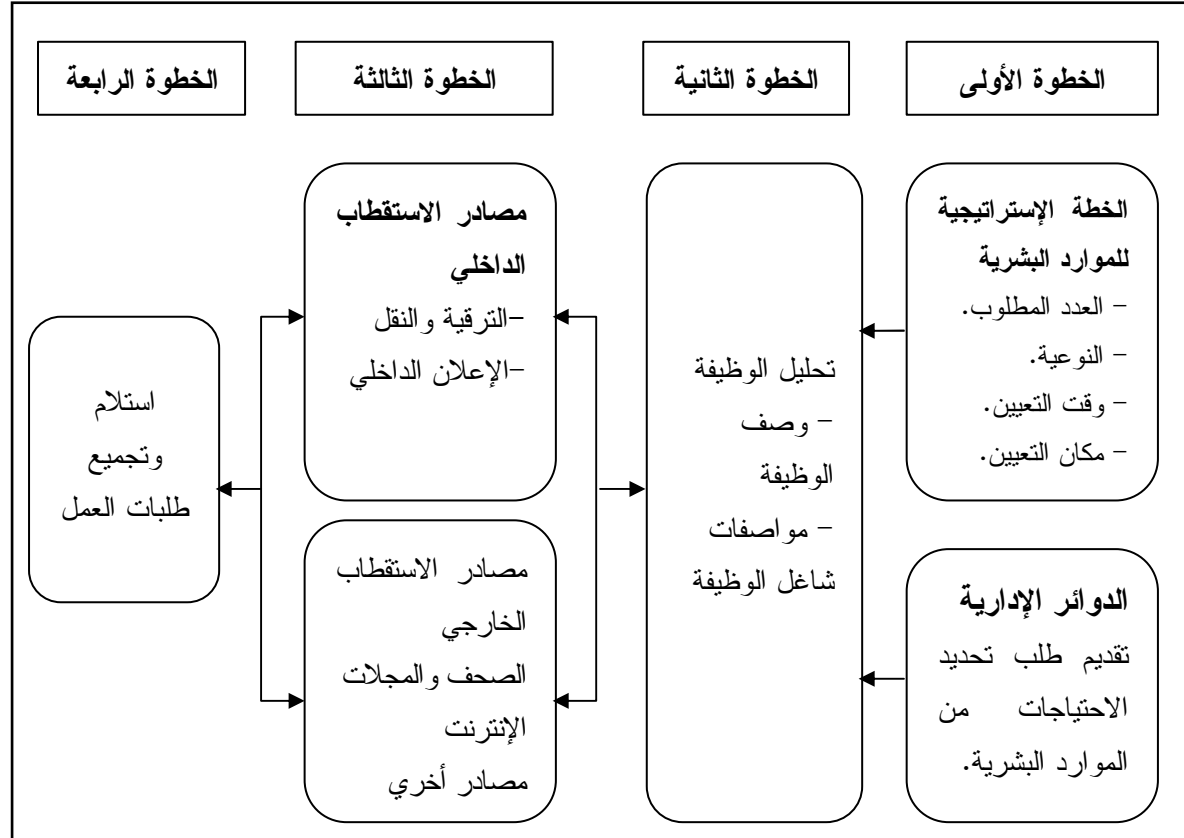 الخطوة الأولى
الخطوة الثانية
الخطوة الثالثة
الخطوة الرابعة
الخطة الإستراتيجية
للموارد البشرية
- العدد المطلوب.
- النوعية.
- وقت التعيين.
- مكان التعيين.
الدوائر الإدارية
تقديم طلب تحديد
الاحتياجات من
الموارد البشرية.
تحليل الوظيفة
- وصف
الوظيفة
- مواصفات
شاغل الوظيفة
مصادر الاستقطاب
الداخلي
-الترقية والنقل
-الإعلان الداخلي
مصادر الاستقطاب
الخارجي
الصحف والمجلات
الإنترنت
مصادر أخري
استلام
وتجميع
طلبات العمل